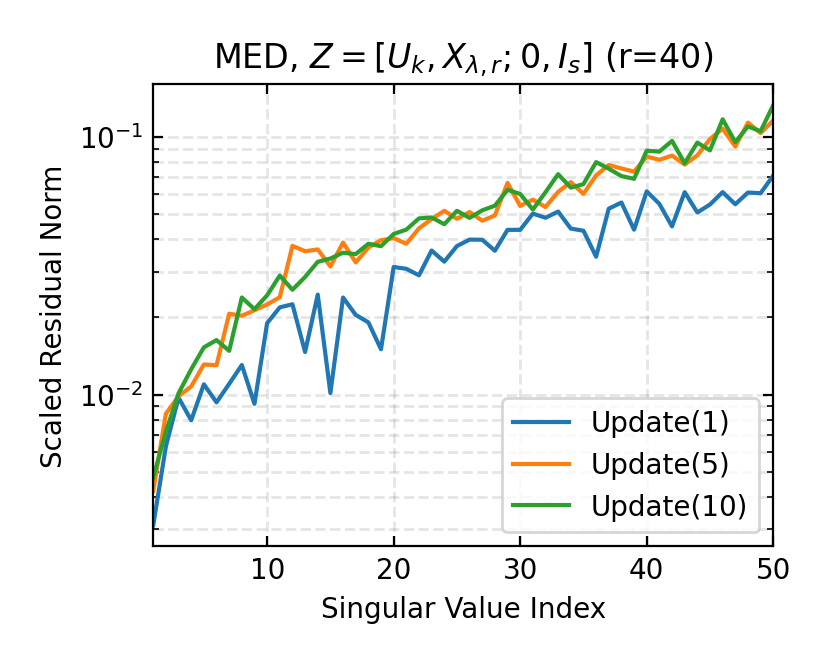 MED, $Z = [U_k, X_{\lambda,r}; 0, I_s]$ (r=40)
Scaled Residual Norm
$10^{-1}$
$10^{-2}$
Update(1)
Update(5)
Update(10)
10 20 30 40 50
Singular Value Index